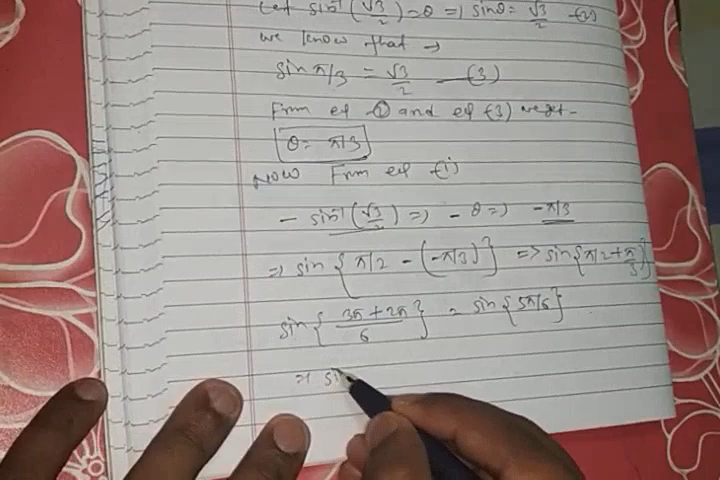 Let sin⁻¹(√3/2) = θ => sinθ = √3/2 -(2)
we know that →
sin π/3 = √3/2 —(3)
From eq (2) and eq (3) we get -
θ = π/3
Now From eq (i)
- sin⁻¹(√3/2) => - θ => -π/3
=> sin{π/2 - (-π/3)} => sin{π/2 + π/3}
sin{3π + 2π/6} = sin{5π/6}
=> si